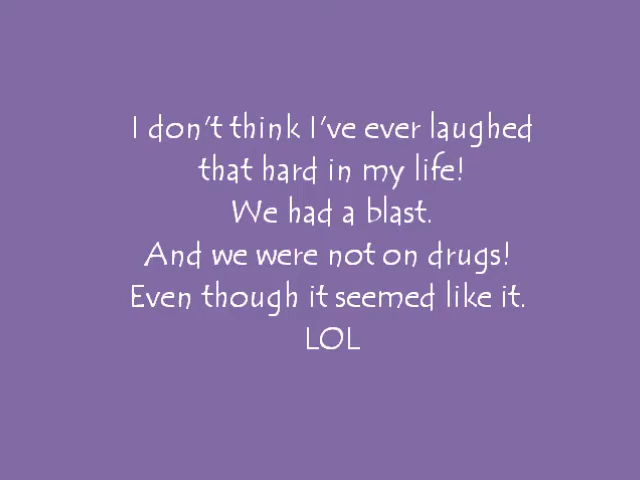 I don't think I've ever laughed
that hard in my life!
We had a blast.
And we were not on drugs!
Even though it seemed like it.
LOL